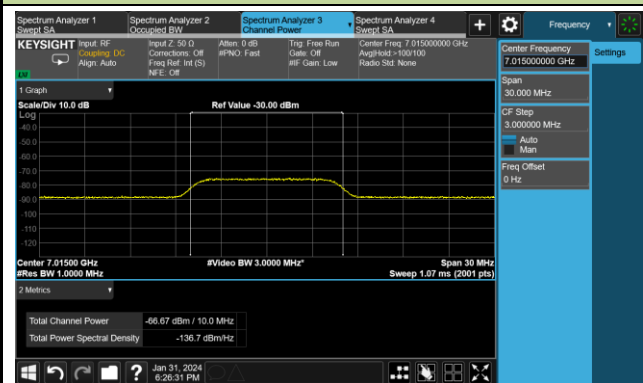 Spectrum Analyzer 1
Swept SA
Spectrum Analyzer 2
Occupied BW
Spectrum Analyzer 3
Channel Power
Spectrum Analyzer 4
Swept SA
Frequency
KEYSIGHT
Input: RF
Coupling: DC
Align: Auto
Input Z: 50 Ω
Corrections: Off
Freq Ref: Int (S)
NFE: Off
Atten: 0 dB
#PNO: Fast
Trig: Free Run
Gate: Off
#IF Gain: Low
Center Freq: 7.015000000 GHz
Avg|Hold:>100/100
Radio Std: None
1 Graph
Scale/Div 10.0 dB
Ref Value -30.00 dBm
Log
-40.0
-50.0
-60.0
-70.0
-80.0
-90.0
-100
-110
-120
Center 7.01500 GHz
#Res BW 1.0000 MHz
#Video BW 3.0000 MHz*
Span 30 MHz
Sweep 1.07 ms (2001 pts)
2 Metrics
Total Channel Power
-66.67 dBm / 10.0 MHz
Total Power Spectral Density
-136.7 dBm/Hz
Jan 31, 2024
6:26:31 PM
Center Frequency
7.015000000 GHz
Settings
Span
30.000 MHz
CF Step
3.000000 MHz
Auto
Man
Freq Offset
0 Hz